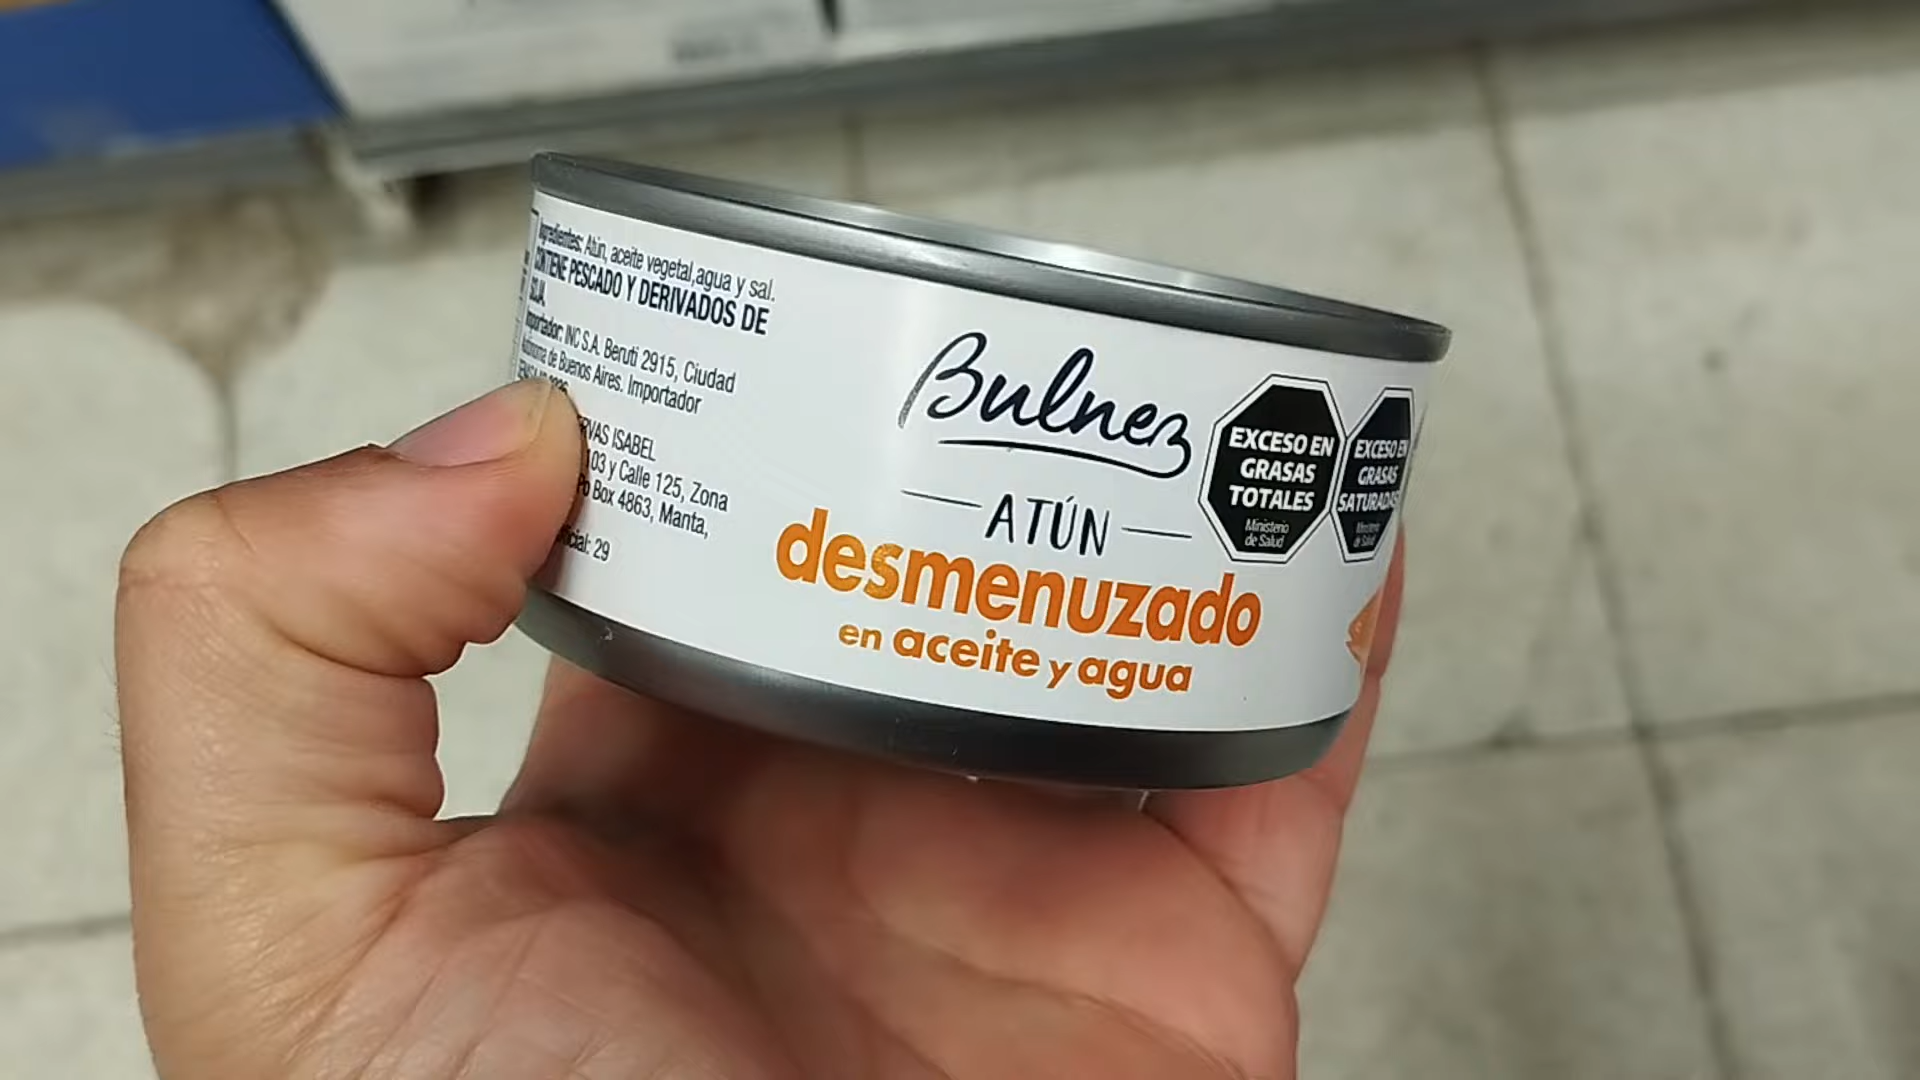 Ingredientes: Atún, aceite vegetal,agua y sal.
CONTIENE PESCADO Y DERIVADOS DE
SOJA.
Importador: INC S.A. Beruti 2915, Ciudad
Autónoma de Buenos Aires. Importador
RVAS ISABEL
103 y Calle 125, Zona
Po Box 4863, Manta,
icial: 29
Bulnez
ATÚN
desmenuzado
en aceite y agua
EXCESO EN
GRASAS
TOTALES
Ministerio
de Salud
EXCESO EN
GRASAS
SATURADAS
Ministerio
de Salud